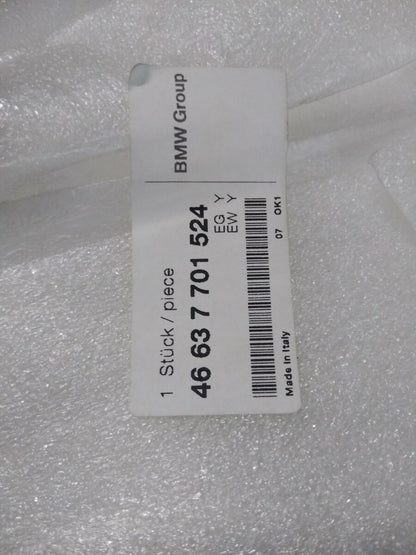 1 Stück / piece
BMW Group
46 63 7 701 524
EG Y
EW Y
07 OK1
Made in Italy